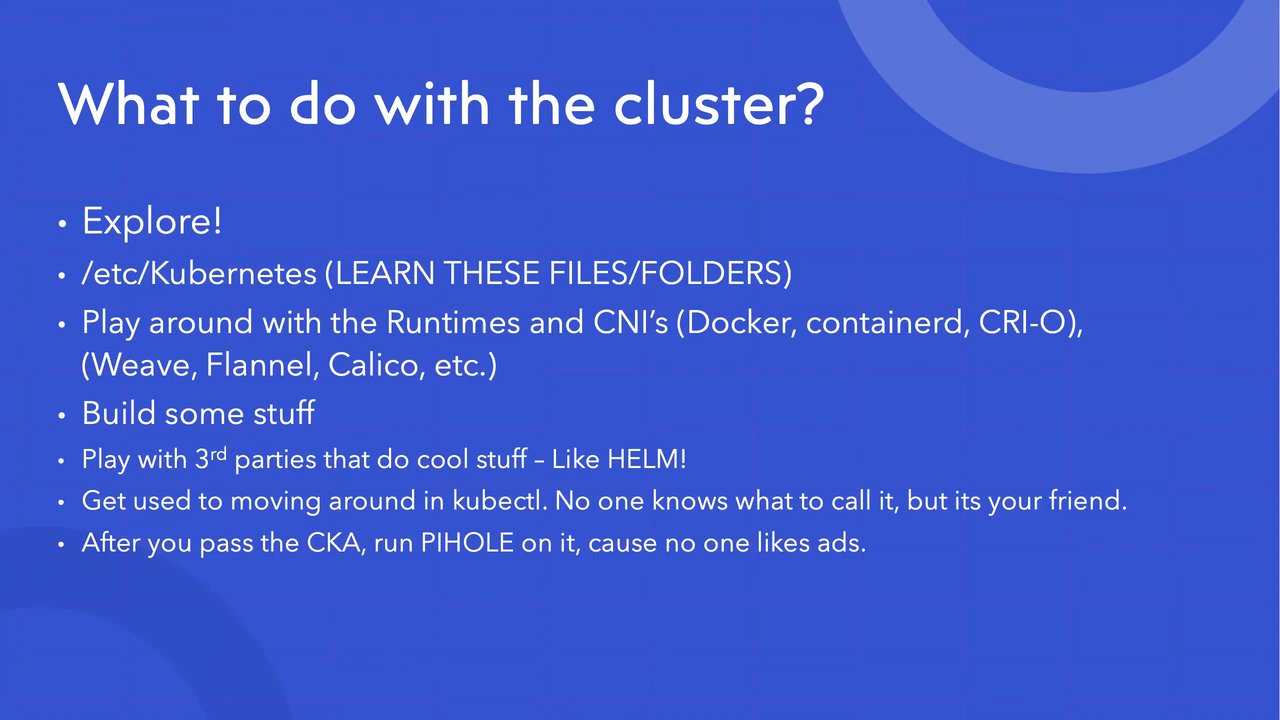 What to do with the cluster?
• Explore!
• /etc/Kubernetes (LEARN THESE FILES/FOLDERS)
• Play around with the Runtimes and CNI’s (Docker, containerd, CRI-O),
(Weave, Flannel, Calico, etc.)
• Build some stuff
• Play with 3rd parties that do cool stuff – Like HELM!
• Get used to moving around in kubectl. No one knows what to call it, but its your friend.
• After you pass the CKA, run PIHOLE on it, cause no one likes ads.